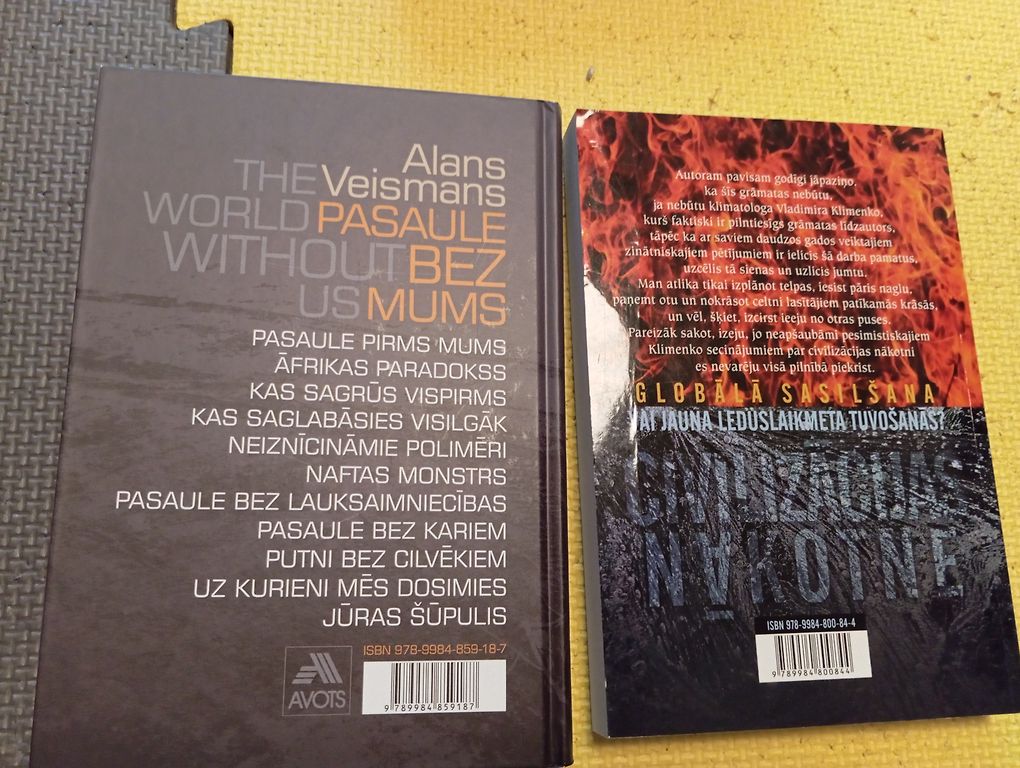 Alans
THE Veismans
WORLD PASAULE
WITHOUT BEZ
US MUMS
PASAULE PIRMS MUMS
ĀFRIKAS PARADOKSS
KAS SAGRŪS VISPIRMS
KAS SAGLABĀSIES VISILGĀK
NEIZNĪCINĀMIE POLIMĒRI
NAFTAS MONSTRS
PASAULE BEZ LAUKSAIMNIECĪBAS
PASAULE BEZ KARIEM
PUTNI BEZ CILVĒKIEM
UZ KURIENI MĒS DOSIMIES
JŪRAS ŠŪPULIS
ISBN 978-9984-859-18-7
AVOTS
9 789984 859187
Autoram pavisam godīgi jāpaziņo,
ka šīs grāmatas nebūtu,
ja nebūtu klimatologa Vladimira Klimenko,
kurš faktiski ir pilntiesīgs grāmatas līdzautors,
tāpēc ka ar saviem daudzos gados veiktajiem
zinātniskajiem pētījumiem ir ielicis šā darba pamatus,
uzcēlis tā sienas un uzlicis jumtu.
Man atlika tikai izplānot telpas, iesist pāris naglu,
paņemt otu un nokrāsot celtni lasītājiem patīkamās krāsās,
un vēl, šķiet, izcirst ieeju no otras puses.
Pareizāk sakot, izeju, jo neapšaubāmi pesimistiskajiem
Klimenko secinājumiem par civilizācijas nākotni
es nevarēju visā pilnībā piekrist.
GLOBĀLĀ SASILŠANA
VAI JAUNA LEDUSLAIKMETA TUVOŠANĀS?
CIVILIZĀCIJAS
NĀKOTNE
ISBN 978-9984-800-84-4
9 789984 800844